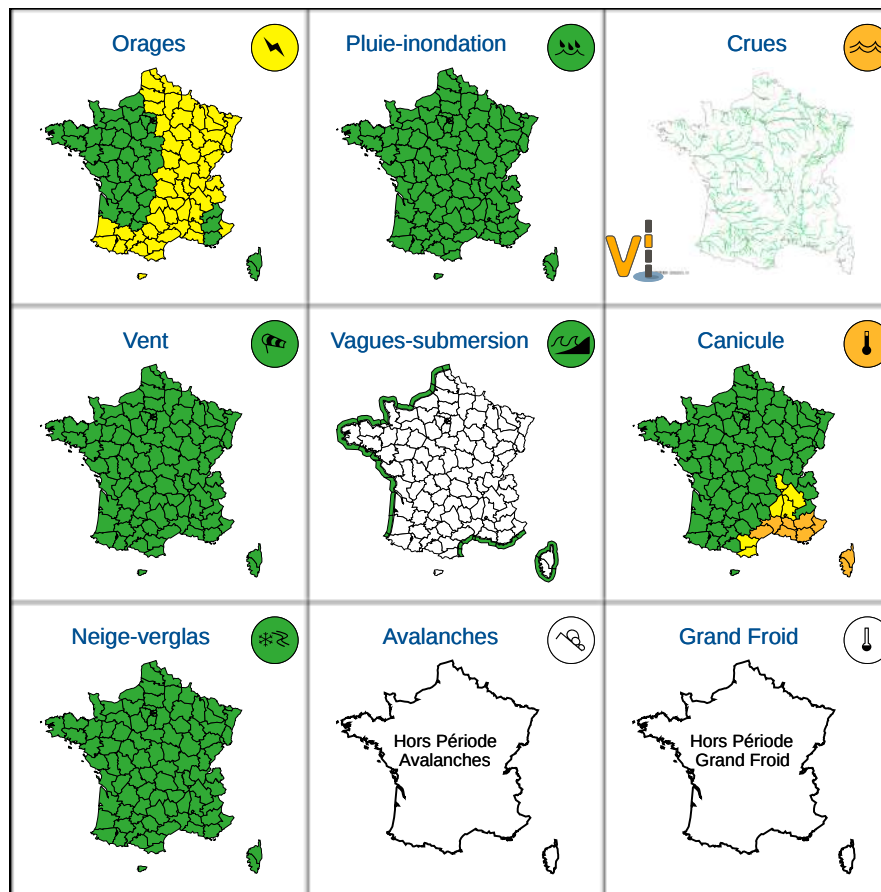 Orages
Pluie-inondation
Crues
Vi
Vent
Vagues-submersion
Canicule
Neige-verglas
Avalanches
Grand Froid
Hors Période
Avalanches
Hors Période
Grand Froid